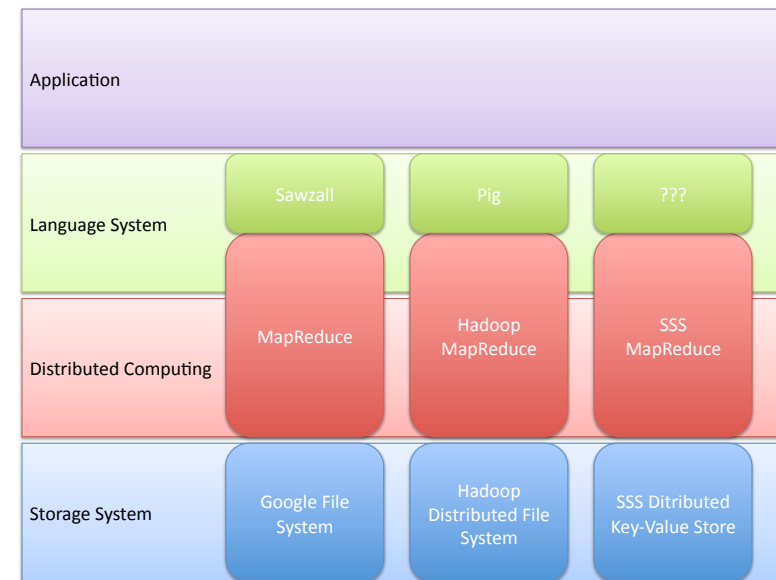 Application
Sawzall
Pig
???
Language System
MapReduce
Hadoop
MapReduce
SSS
MapReduce
Distributed Computing
Google File
System
Hadoop
Distributed File
System
SSS Ditributed
Key-Value Store
Storage System